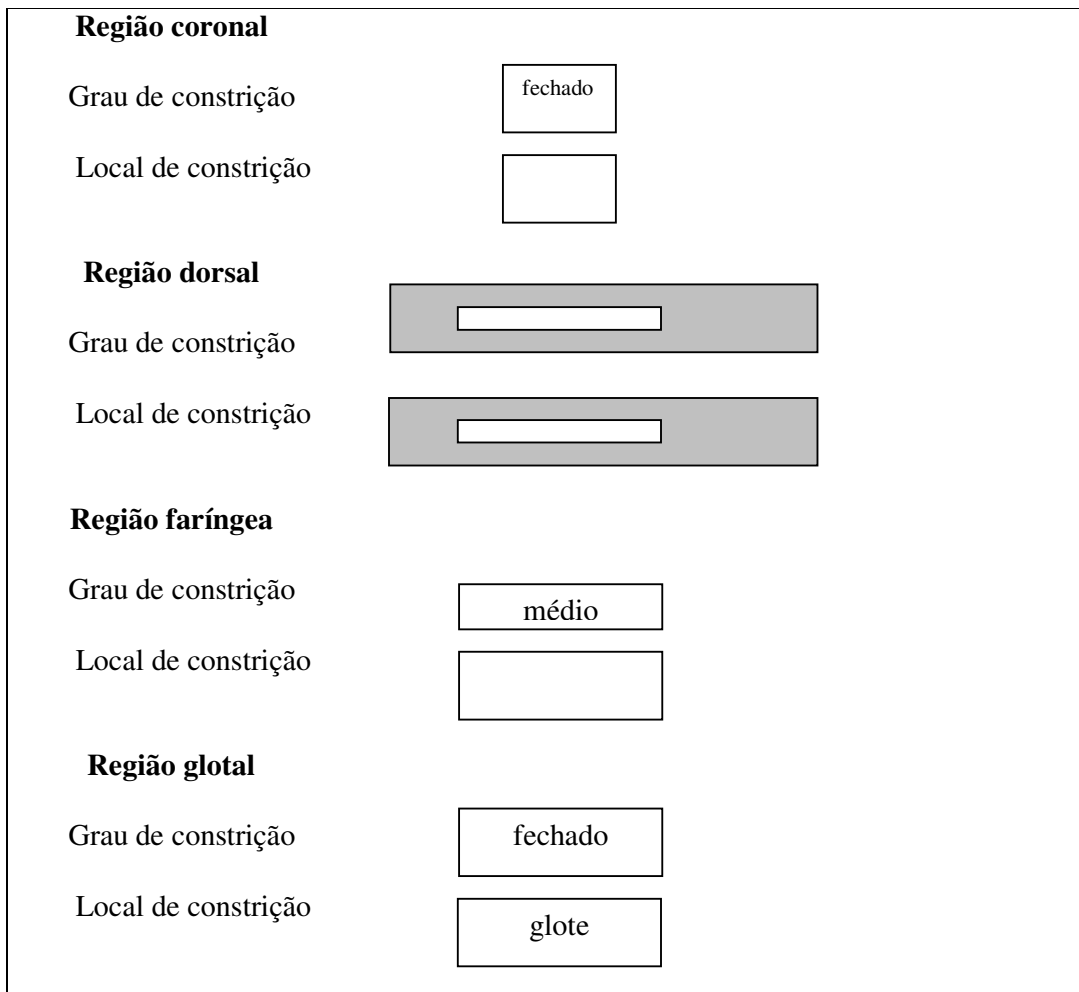 Região coronal
Grau de constrição
fechado
Local de constrição
Região dorsal
Grau de constrição
Local de constrição
Região faríngea
Grau de constrição
médio
Local de constrição
Região glotal
Grau de constrição
fechado
Local de constrição
glote